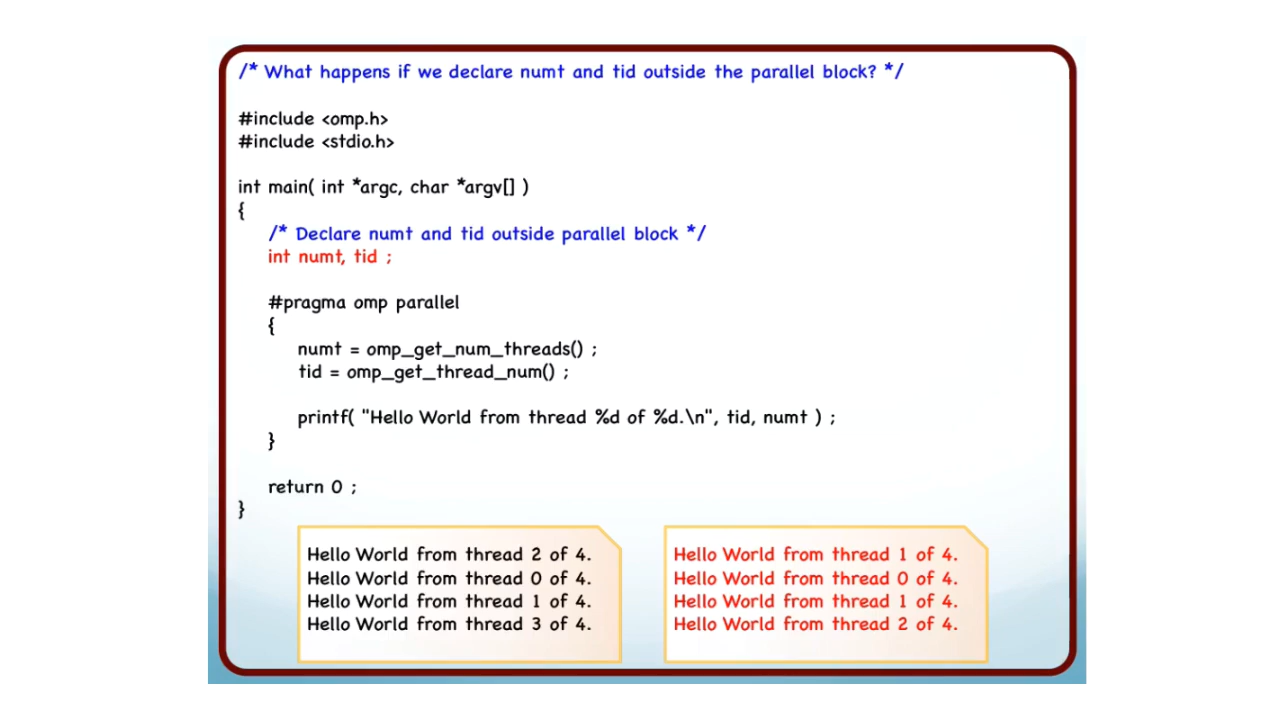 /* What happens if we declare numt and tid outside the parallel block? */
#include <omp.h>
#include <stdio.h>
int main( int *argc, char *argv[] )
{
/* Declare numt and tid outside parallel block */
int numt, tid ;
#pragma omp parallel
{
numt = omp_get_num_threads() ;
tid = omp_get_thread_num() ;
printf( "Hello World from thread %d of %d.\n", tid, numt ) ;
}
return 0 ;
}
Hello World from thread 2 of 4.
Hello World from thread 0 of 4.
Hello World from thread 1 of 4.
Hello World from thread 3 of 4.
Hello World from thread 1 of 4.
Hello World from thread 0 of 4.
Hello World from thread 1 of 4.
Hello World from thread 2 of 4.